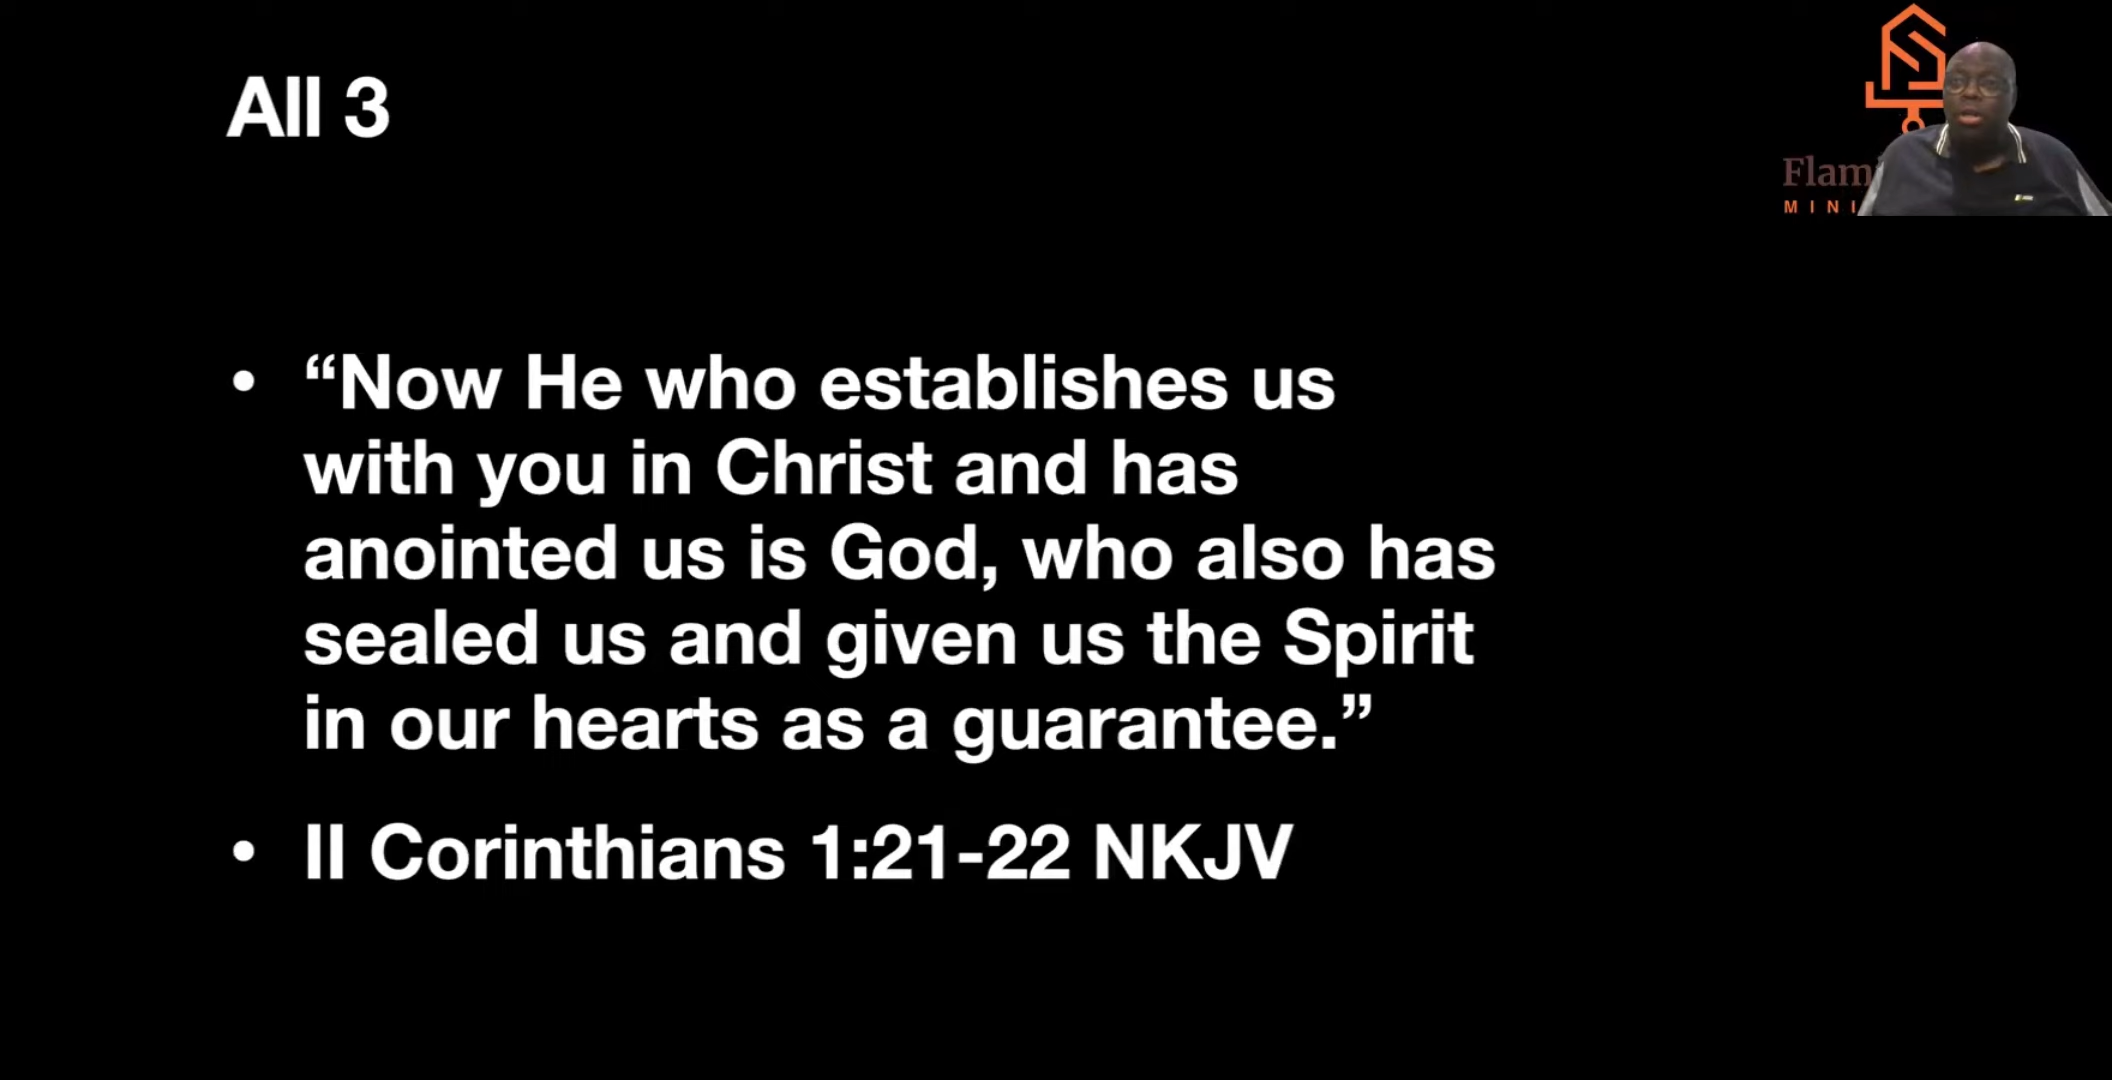 All 3
• “Now He who establishes us
with you in Christ and has
anointed us is God, who also has
sealed us and given us the Spirit
in our hearts as a guarantee.”
• II Corinthians 1:21-22 NKJV